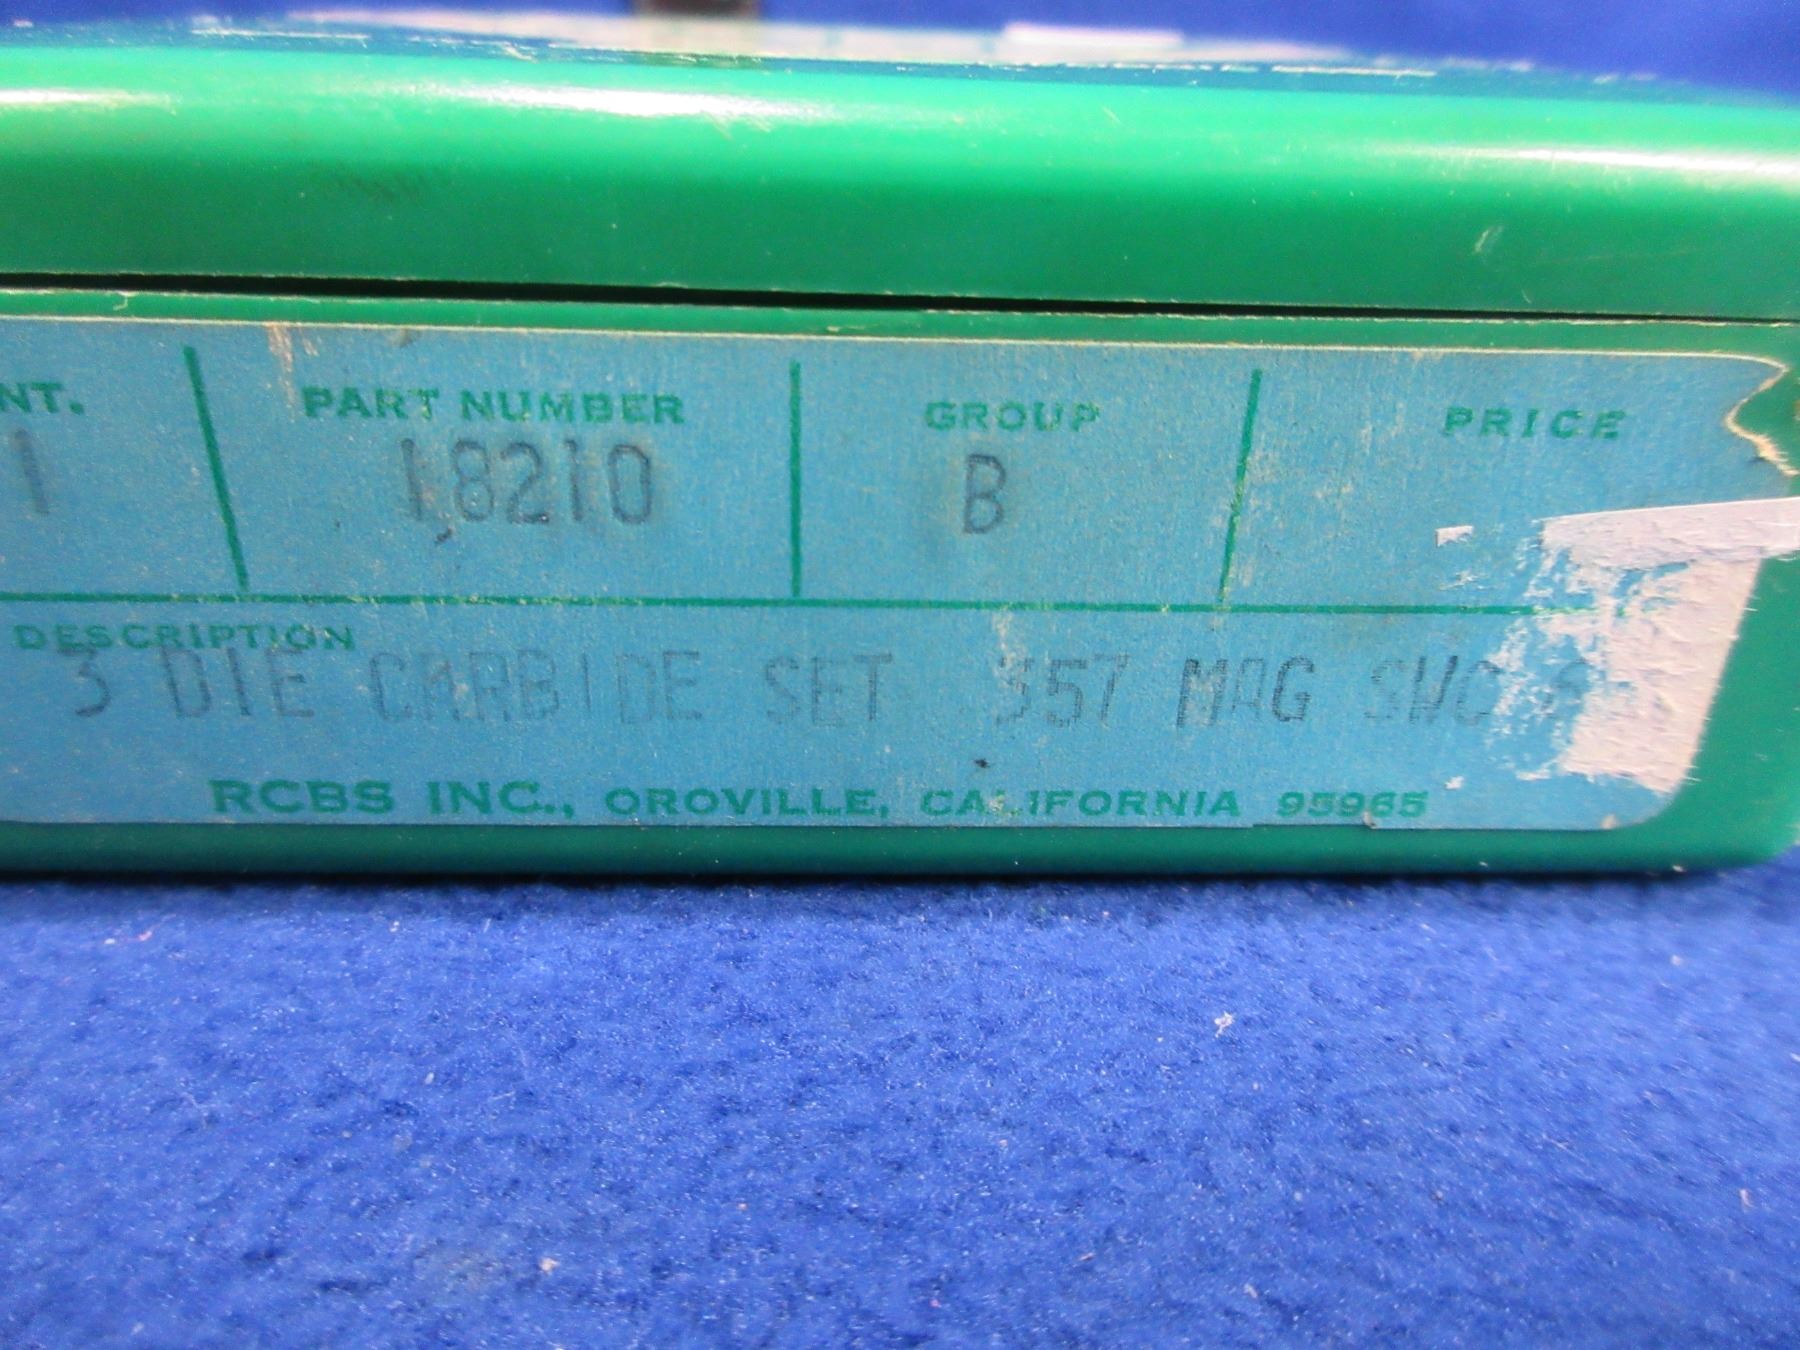 NT. PART NUMBER GROUP PRICE
1 18210 B
DESCRIPTION
3 DIE CARBIDE SET 357 MAG SWC
RCBS INC., OROVILLE, CALIFORNIA 95965